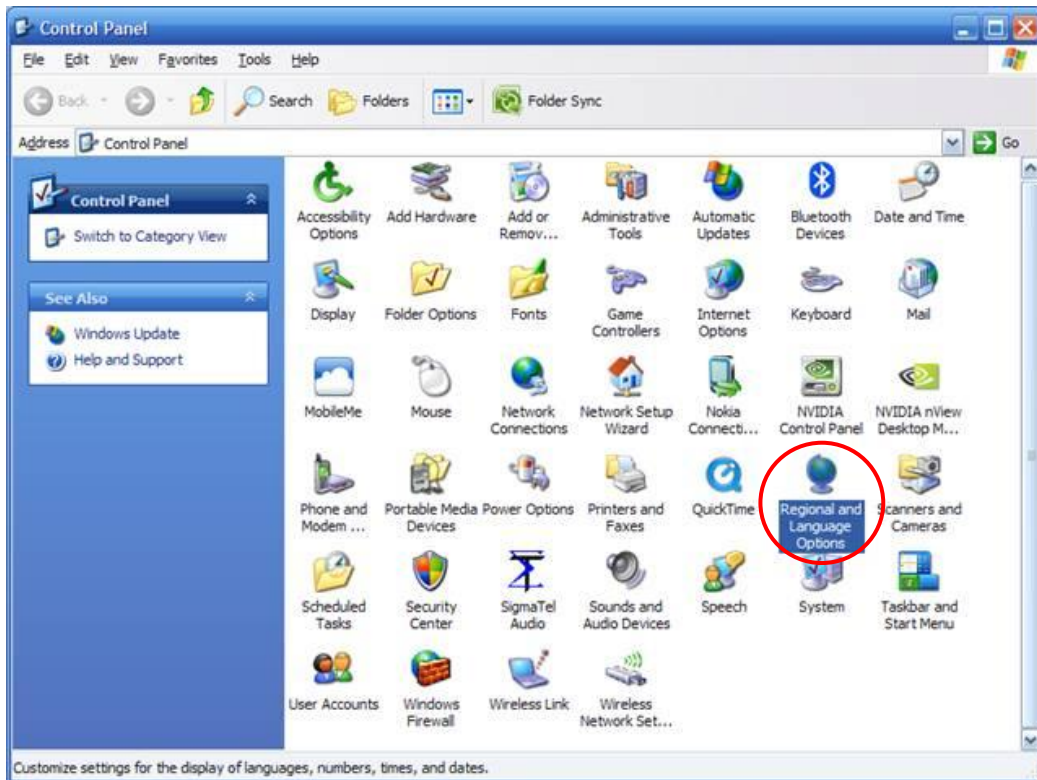 Control Panel
File Edit View Favorites Tools Help
Back Search Folders Folder Sync
Address Control Panel Go
Control Panel
Switch to Category View
See Also
Windows Update
Help and Support
Accessibility Options
Add Hardware
Add or Remov...
Administrative Tools
Automatic Updates
Bluetooth Devices
Date and Time
Display
Folder Options
Fonts
Game Controllers
Internet Options
Keyboard
Mail
MobileMe
Mouse
Network Connections
Network Setup Wizard
Nokia Connecti...
NVIDIA Control Panel
NVIDIA nView Desktop M...
Phone and Modem ...
Portable Media Devices
Power Options
Printers and Faxes
QuickTime
Regional and Language Options
Scanners and Cameras
Scheduled Tasks
Security Center
SigmaTel Audio
Sounds and Audio Devices
Speech
System
Taskbar and Start Menu
User Accounts
Windows Firewall
Wireless Link
Wireless Network Set...
Customize settings for the display of languages, numbers, times, and dates.